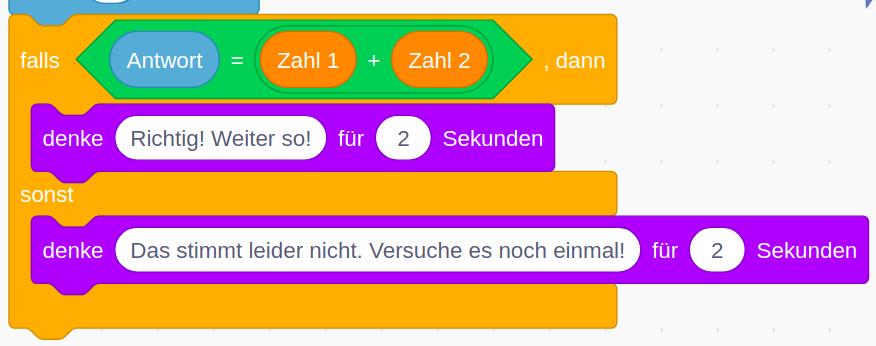 falls Antwort = Zahl 1 + Zahl 2 , dann
denke Richtig! Weiter so! für 2 Sekunden
sonst
denke Das stimmt leider nicht. Versuche es noch einmal! für 2 Sekunden